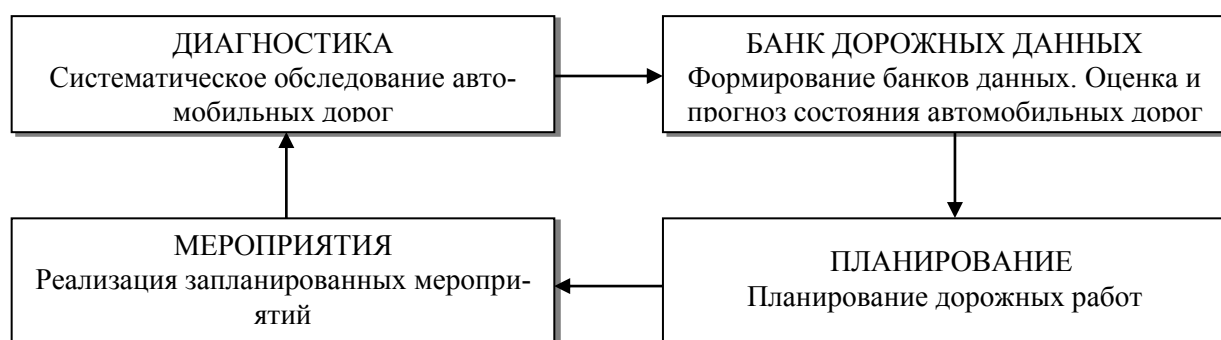 ДИАГНОСТИКА
Систематическое обследование авто-
мобильных дорог
БАНК ДОРОЖНЫХ ДАННЫХ
Формирование банков данных. Оценка и
прогноз состояния автомобильных дорог
МЕРОПРИЯТИЯ
Реализация запланированных меропри-
ятий
ПЛАНИРОВАНИЕ
Планирование дорожных работ